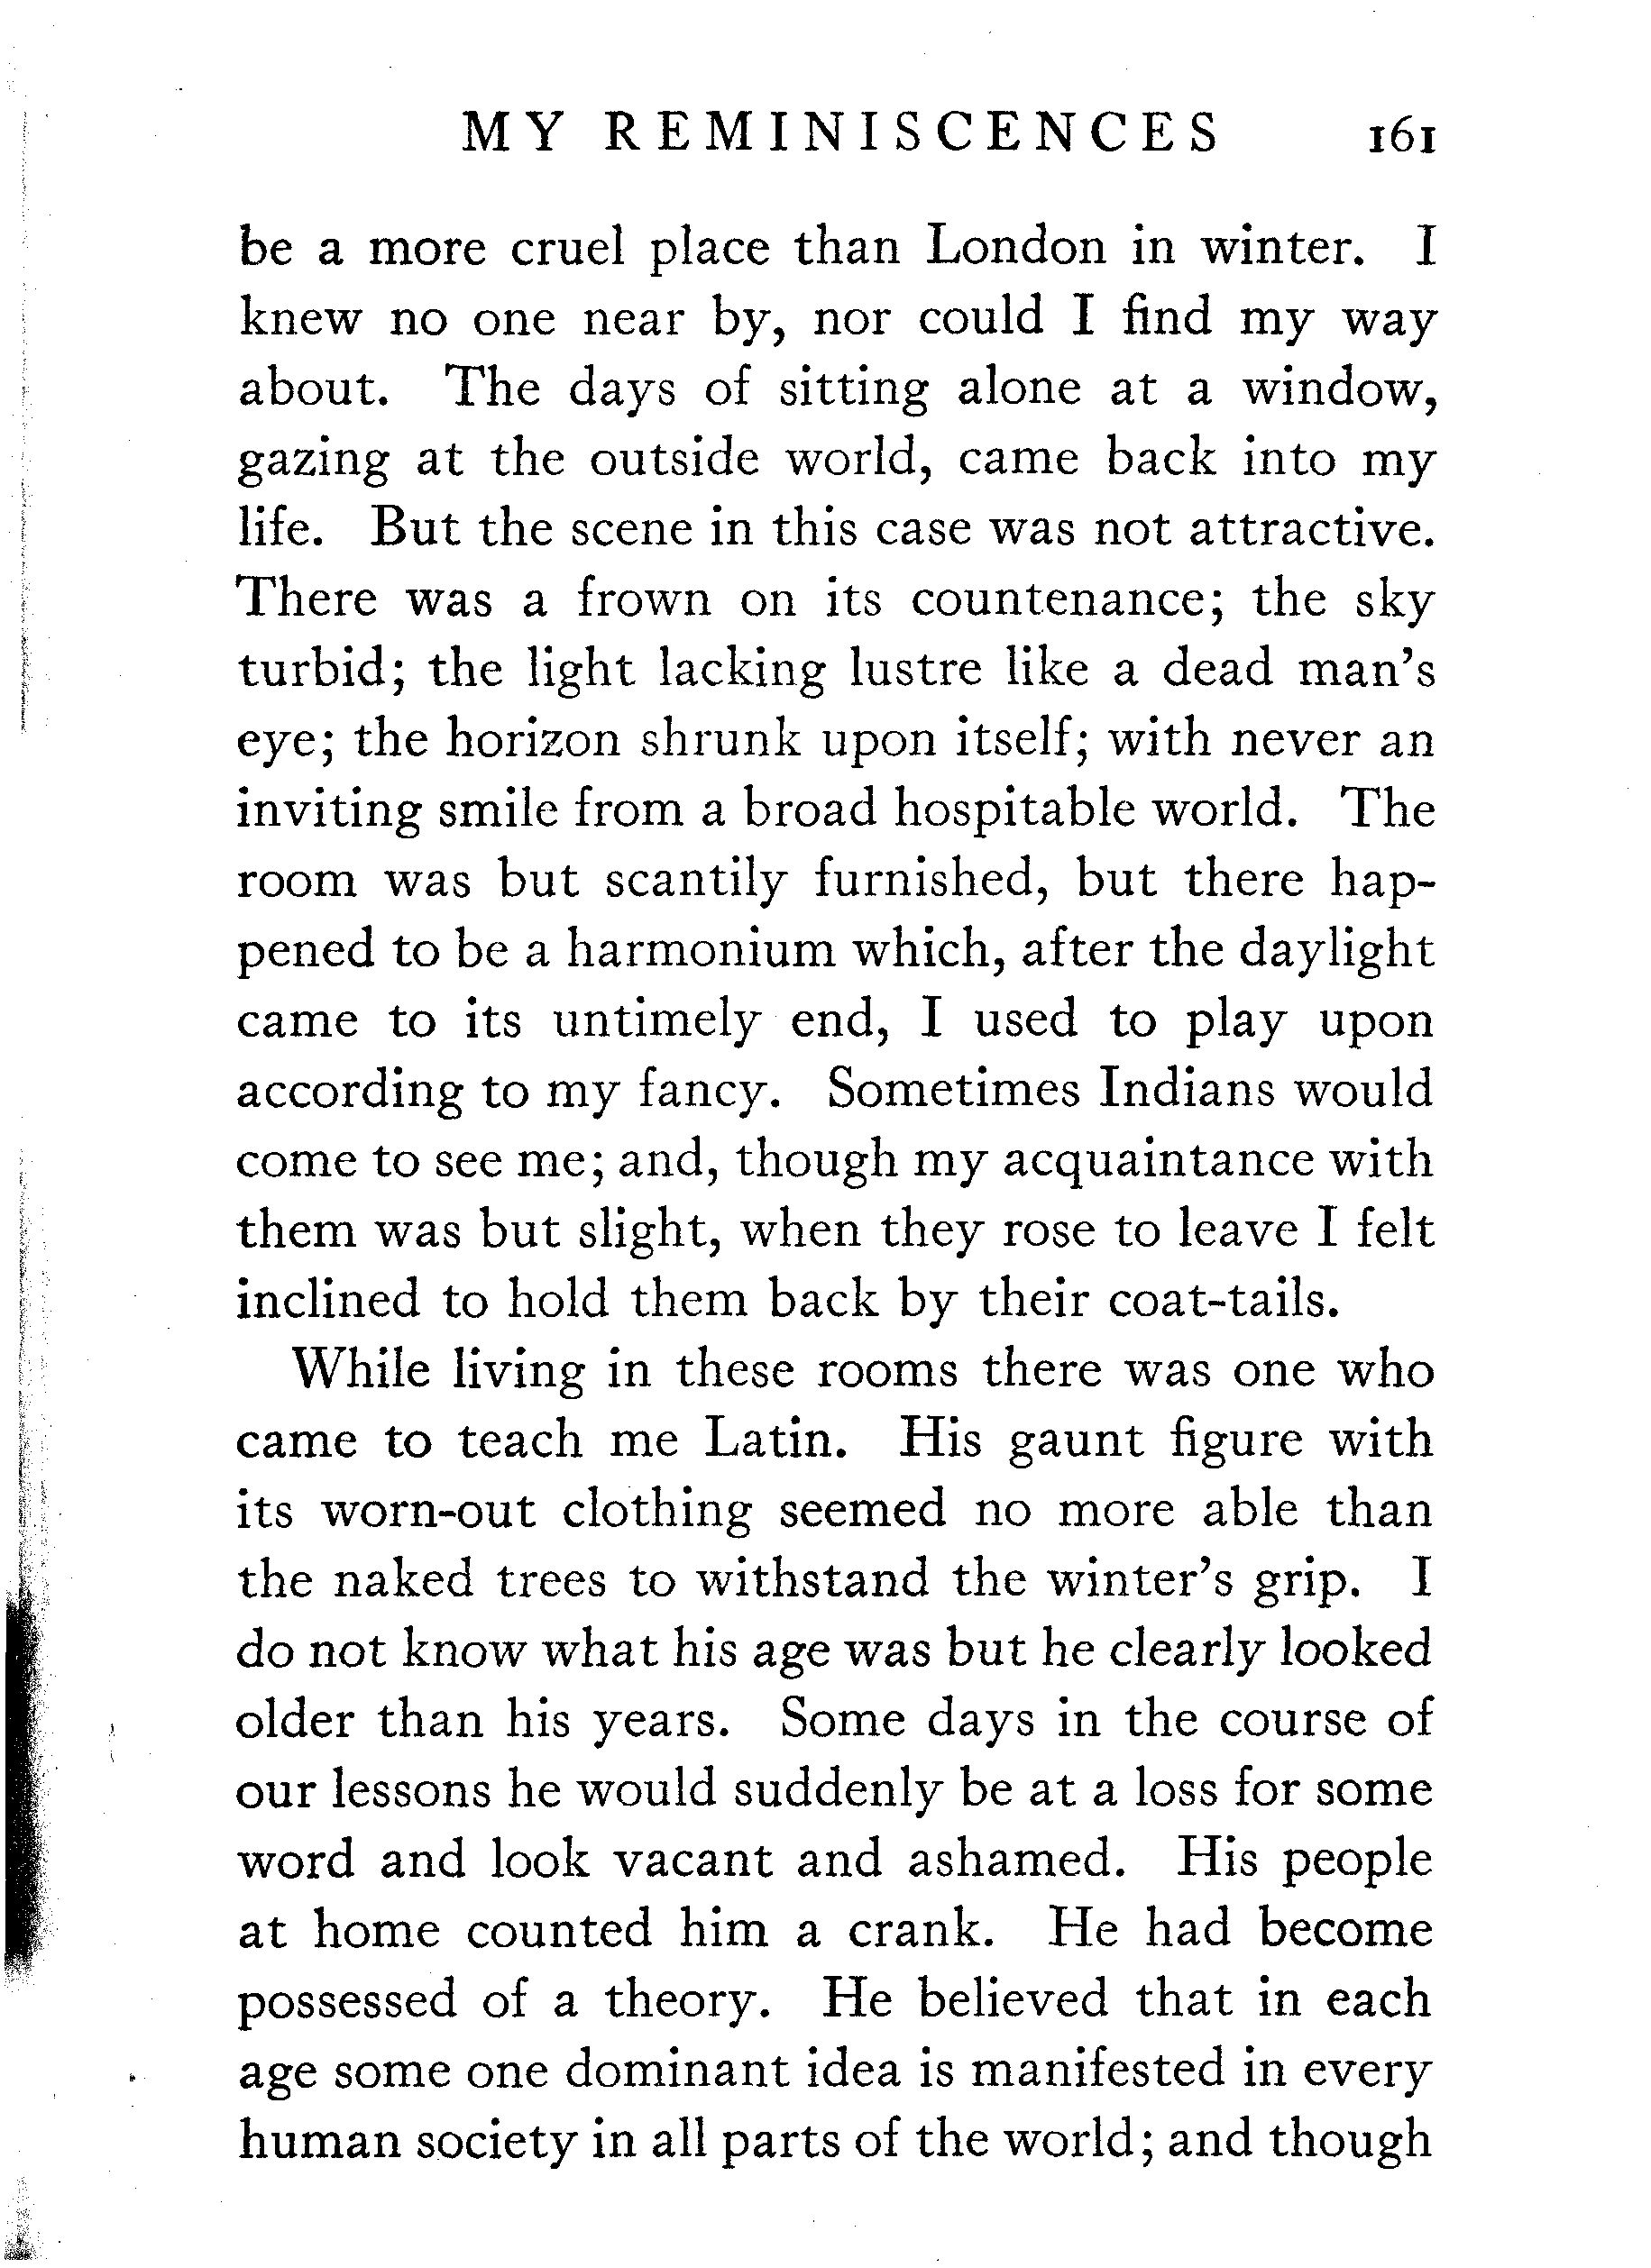 MY REMINISCENCES 161
be a more cruel place than London in winter. I
knew no one near by, nor could I find my way
about. The days of sitting alone at a window,
gazing at the outside world, came back into my
life. But the scene in this case was not attractive.
There was a frown on its countenance; the sky
turbid; the light lacking lustre like a dead man's
eye; the horizon shrunk upon itself; with never an
inviting smile from a broad hospitable world. The
room was but scantily furnished, but there hap-
pened to be a harmonium which, after the daylight
came to its untimely end, I used to play upon
according to my fancy. Sometimes Indians would
come to see me; and, though my acquaintance with
them was but slight, when they rose to leave I felt
inclined to hold them back by their coat-tails.
While living in these rooms there was one who
came to teach me Latin. His gaunt figure with
its worn-out clothing seemed no more able than
the naked trees to withstand the winter's grip. I
do not know what his age was but he clearly looked
older than his years. Some days in the course of
our lessons he would suddenly be at a loss for some
word and look vacant and ashamed. His people
at home counted him a crank. He had become
possessed of a theory. He believed that in each
age some one dominant idea is manifested in every
human society in all parts of the world; and though